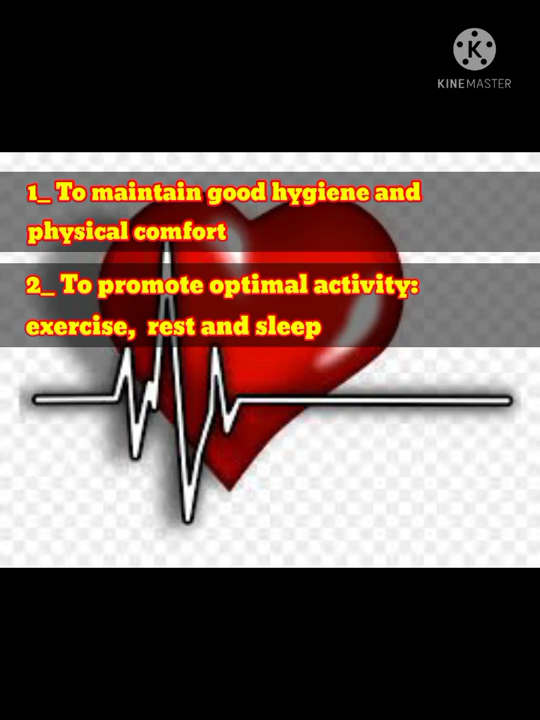 KINEMASTER
1_ To maintain good hygiene and
physical comfort
2_ To promote optimal activity:
exercise, rest and sleep